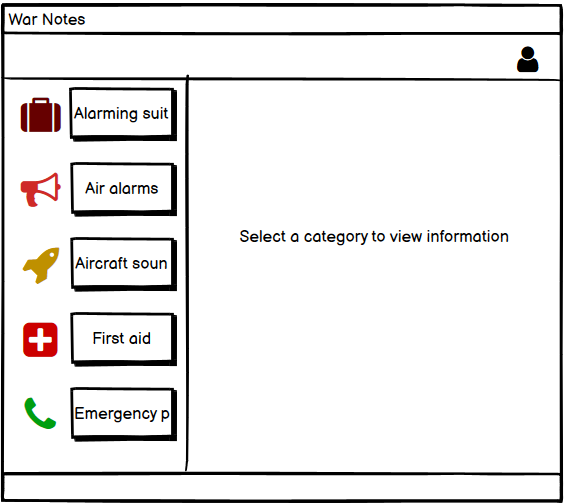 War Notes
Alarming suit
Air alarms
Select a category to view information
Aircraft soun
First aid
Emergency p